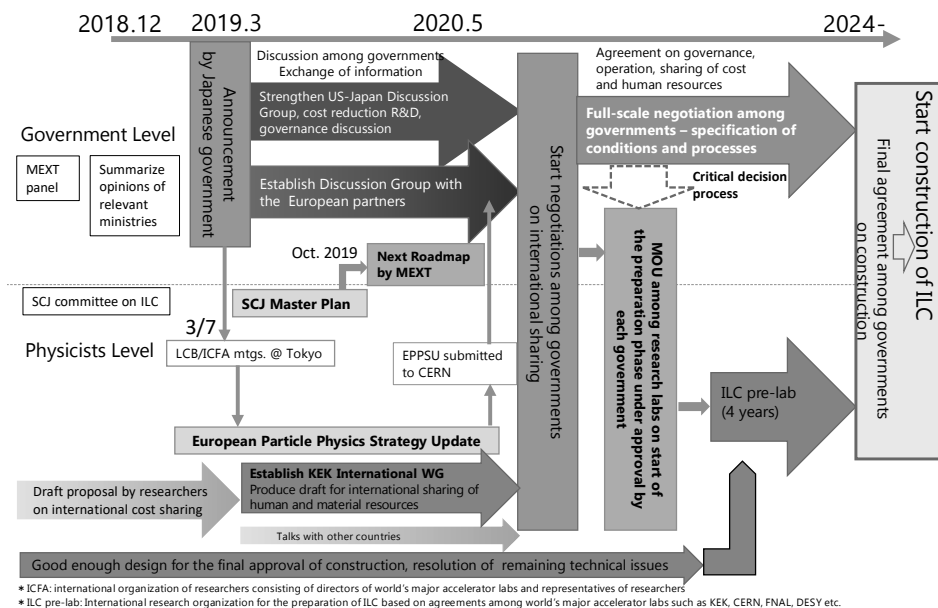 2018.12
2019.3
2020.5
2024-
Discussion among governments
Exchange of information
Agreement on governance,
operation, sharing of cost
and human resources
Announcement
by Japanese government
Strengthen US-Japan Discussion
Group, cost reduction R&D,
governance discussion
Full-scale negotiation among
governments – specification of
conditions and processes
Government Level
MEXT
panel
Summarize
opinions of
relevant
ministries
Establish Discussion Group with
the European partners
Critical decision
process
Start negotiations among governments
on international sharing
Start construction of ILC
Final agreement among governments
on construction
Oct. 2019
Next Roadmap
by MEXT
SCJ committee on ILC
SCJ Master Plan
MOU among research labs on start of
the preparation phase under approval by
each government
3/7
Physicists Level
LCB/ICFA mtgs. @ Tokyo
EPPSU submitted
to CERN
ILC pre-lab
(4 years)
European Particle Physics Strategy Update
Draft proposal by researchers
on international cost sharing
Establish KEK International WG
Produce draft for international sharing of
human and material resources
Talks with other countries
Good enough design for the final approval of construction, resolution of remaining technical issues
* ICFA: international organization of researchers consisting of directors of world's major accelerator labs and representatives of researchers
* ILC pre-lab: International research organization for the preparation of ILC based on agreements among world's major accelerator labs such as KEK, CERN, FNAL, DESY etc.